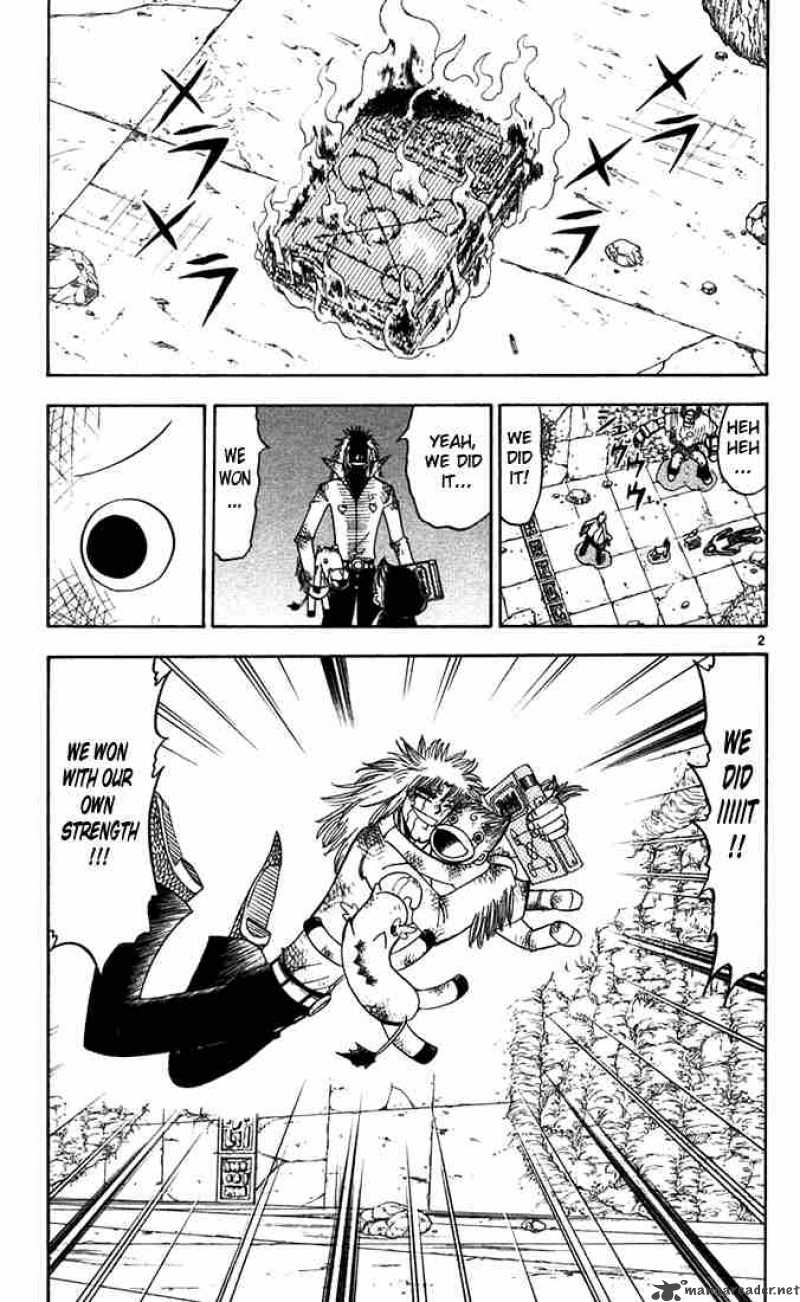 HEH
HEH
...
WE
DID
IT!
YEAH,
WE DID
IT...
WE
WON
...
2
WE
DID
IIIIIT
!!
WE WON
WITH OUR
OWN
STRENGTH
!!!
mangareader.net